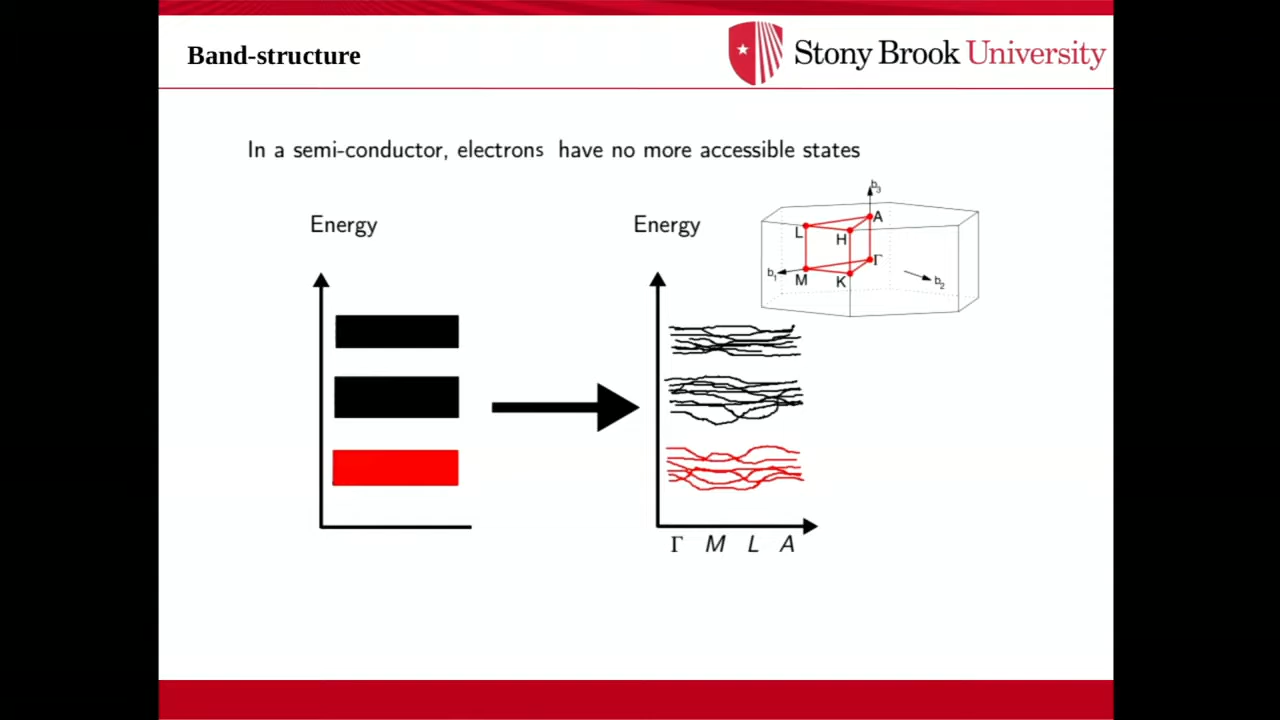 Band-structure
Stony Brook University
In a semi-conductor, electrons have no more accessible states
Energy
Energy
b3
A
L
H
Γ
b1
M
K
b2
Γ M L A